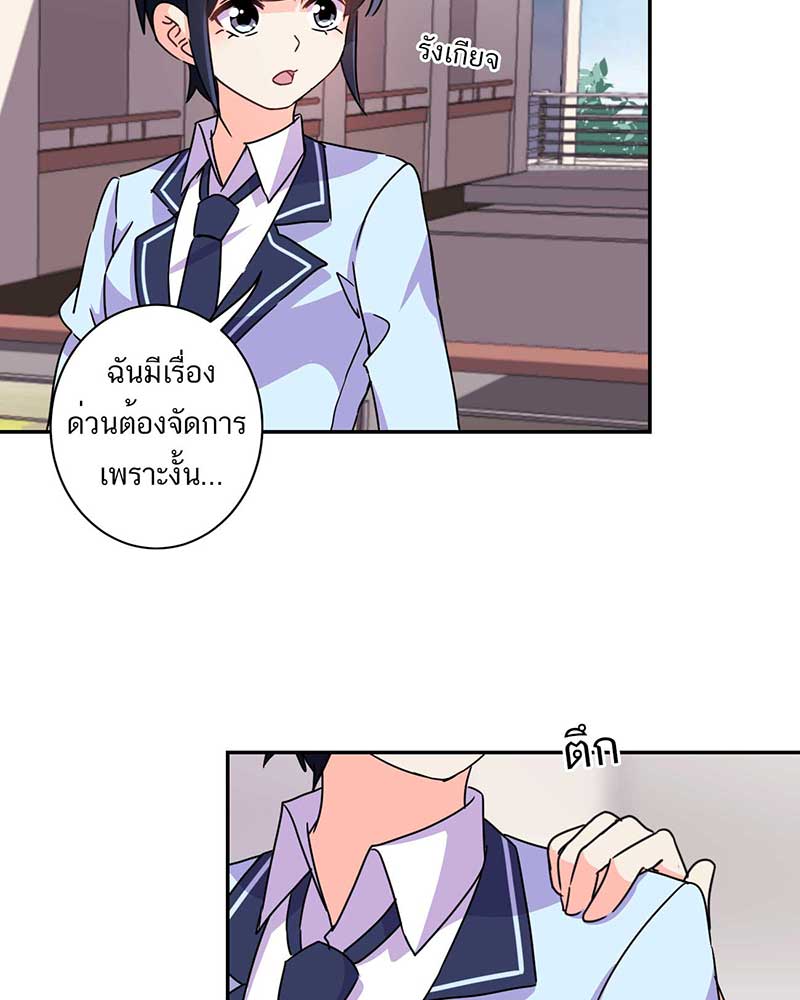 รังเกียจ
ฉันมีเรื่อง
ด่วนต้องจัดการ
เพราะงั้น...
ตึก